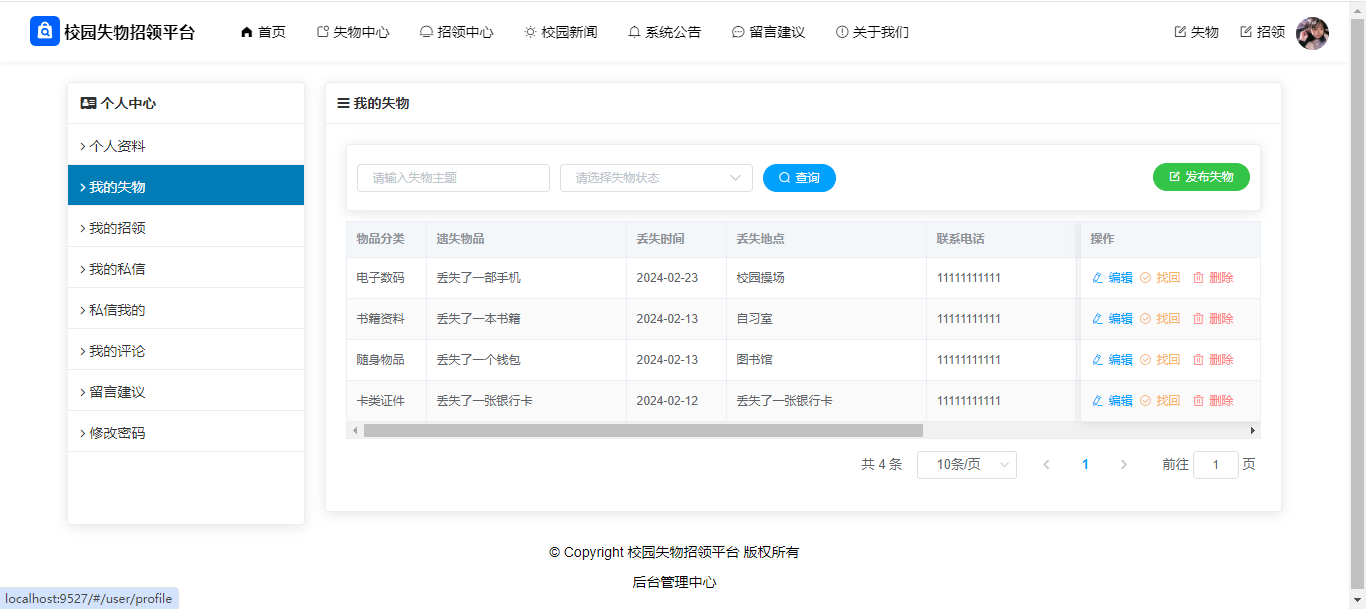 校园失物招领平台 首页 失物中心 招领中心 校园新闻 系统公告 留言建议 关于我们 失物 招领
个人中心
个人资料
我的失物
我的招领
我的私信
私信我的
我的评论
留言建议
修改密码
我的失物
请输入失物主题 请选择失物状态 查询 发布失物
物品分类 遗失物品 丢失时间 丢失地点 联系电话 操作
电子数码 丢失了一部手机 2024-02-23 校园操场 11111111111 编辑 找回 删除
书籍资料 丢失了一本书籍 2024-02-13 自习室 11111111111 编辑 找回 删除
随身物品 丢失了一个钱包 2024-02-13 图书馆 11111111111 编辑 找回 删除
卡类证件 丢失了一张银行卡 2024-02-12 丢失了一张银行卡 11111111111 编辑 找回 删除
共 4 条 10条/页 1 前往 1 页
© Copyright 校园失物招领平台 版权所有
后台管理中心
localhost:9527/#/user/profile